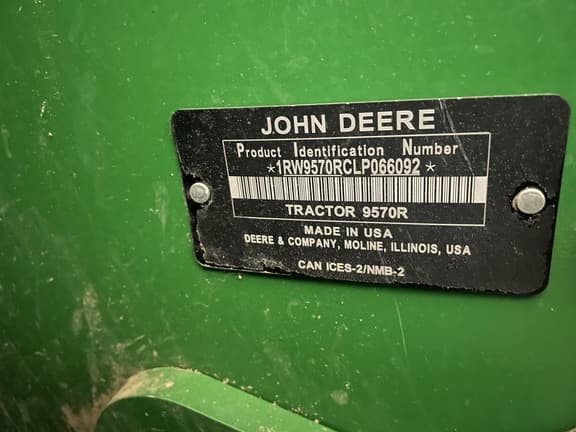 JOHN DEERE
Product Identification Number
*1RW9570RCLP066092*
TRACTOR 9570R
MADE IN USA
DEERE & COMPANY, MOLINE, ILLINOIS, USA
CAN ICES-2/NMB-2